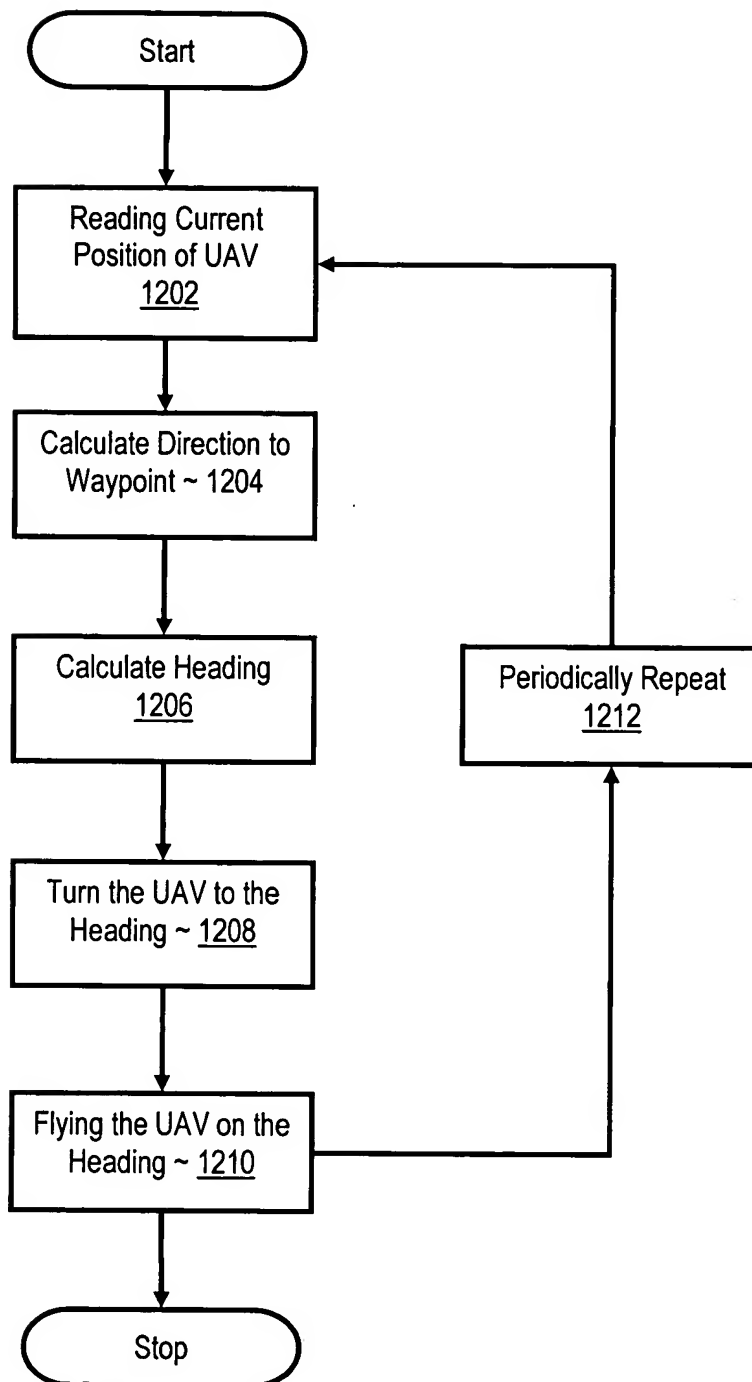 Start
Reading Current
Position of UAV
1202
Calculate Direction to
Waypoint ~ 1204
Calculate Heading
1206
Periodically Repeat
1212
Turn the UAV to the
Heading ~ 1208
Flying the UAV on the
Heading ~ 1210
Stop